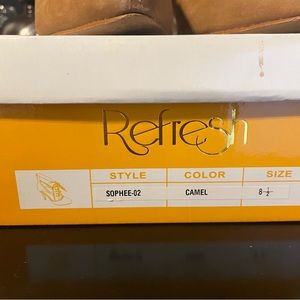 Refresh
STYLE COLOR SIZE
SOPHEE-02 CAMEL 8 1/2